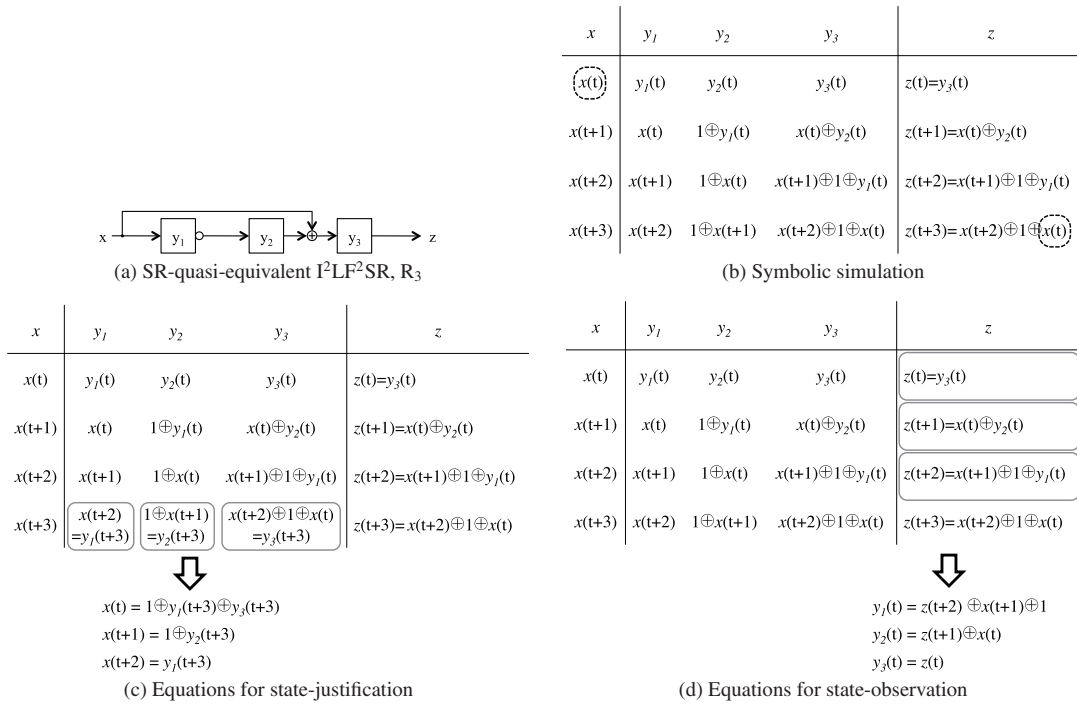 x y₁ y₂ ⊕ y₃ z
(a) SR-quasi-equivalent I²LF²SR, R₃
x y₁ y₂ y₃ z
x(t) y₁(t) y₂(t) y₃(t) z(t)=y₃(t)
x(t+1) x(t) 1⊕y₁(t) x(t)⊕y₂(t) z(t+1)=x(t)⊕y₂(t)
x(t+2) x(t+1) 1⊕x(t) x(t+1)⊕1⊕y₁(t) z(t+2)=x(t+1)⊕1⊕y₁(t)
x(t+3) x(t+2) 1⊕x(t+1) x(t+2)⊕1⊕x(t) z(t+3)= x(t+2)⊕1⊕x(t)
(b) Symbolic simulation
x y₁ y₂ y₃ z
x(t) y₁(t) y₂(t) y₃(t) z(t)=y₃(t)
x(t+1) x(t) 1⊕y₁(t) x(t)⊕y₂(t) z(t+1)=x(t)⊕y₂(t)
x(t+2) x(t+1) 1⊕x(t) x(t+1)⊕1⊕y₁(t) z(t+2)=x(t+1)⊕1⊕y₁(t)
x(t+3) x(t+2) 1⊕x(t+1) x(t+2)⊕1⊕x(t) z(t+3)= x(t+2)⊕1⊕x(t)
=y₁(t+3) =y₂(t+3) =y₃(t+3)
x(t) = 1⊕y₁(t+3)⊕y₃(t+3)
x(t+1) = 1⊕y₂(t+3)
x(t+2) = y₁(t+3)
(c) Equations for state-justification
x y₁ y₂ y₃ z
x(t) y₁(t) y₂(t) y₃(t) z(t)=y₃(t)
x(t+1) x(t) 1⊕y₁(t) x(t)⊕y₂(t) z(t+1)=x(t)⊕y₂(t)
x(t+2) x(t+1) 1⊕x(t) x(t+1)⊕1⊕y₁(t) z(t+2)=x(t+1)⊕1⊕y₁(t)
x(t+3) x(t+2) 1⊕x(t+1) x(t+2)⊕1⊕x(t) z(t+3)= x(t+2)⊕1⊕x(t)
y₁(t) = z(t+2) ⊕x(t+1)⊕1
y₂(t) = z(t+1)⊕x(t)
y₃(t) = z(t)
(d) Equations for state-observation